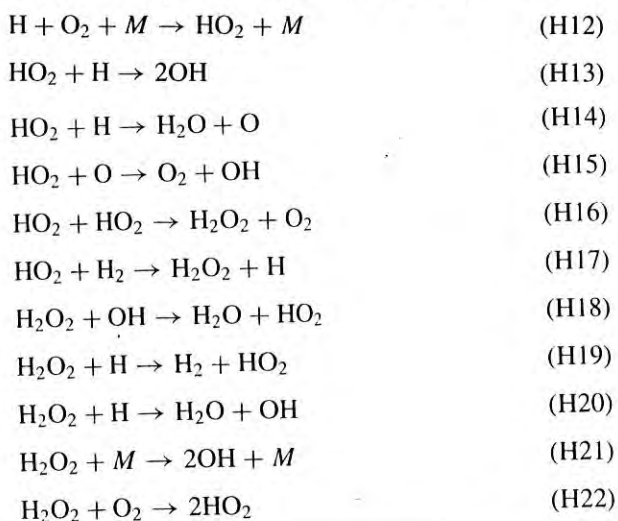 H + O₂ + M → HO₂ + M (H12)
HO₂ + H → 2OH (H13)
HO₂ + H → H₂O + O (H14)
HO₂ + O → O₂ + OH (H15)
HO₂ + HO₂ → H₂O₂ + O₂ (H16)
HO₂ + H₂ → H₂O₂ + H (H17)
H₂O₂ + OH → H₂O + HO₂ (H18)
H₂O₂ + H → H₂ + HO₂ (H19)
H₂O₂ + H → H₂O + OH (H20)
H₂O₂ + M → 2OH + M (H21)
H₂O₂ + O₂ → 2HO₂ (H22)